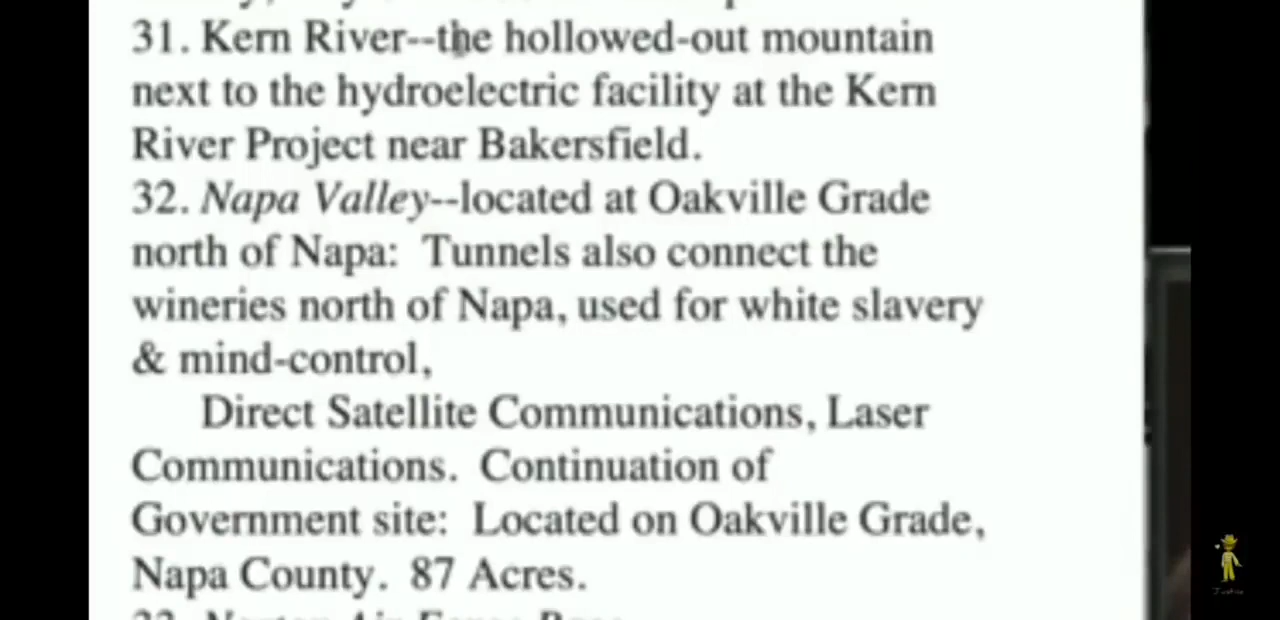 31. Kern River--the hollowed-out mountain
next to the hydroelectric facility at the Kern
River Project near Bakersfield.
32. Napa Valley--located at Oakville Grade
north of Napa:  Tunnels also connect the
wineries north of Napa, used for white slavery
& mind-control,
Direct Satellite Communications, Laser
Communications.  Continuation of
Government site:  Located on Oakville Grade,
Napa County.  87 Acres.